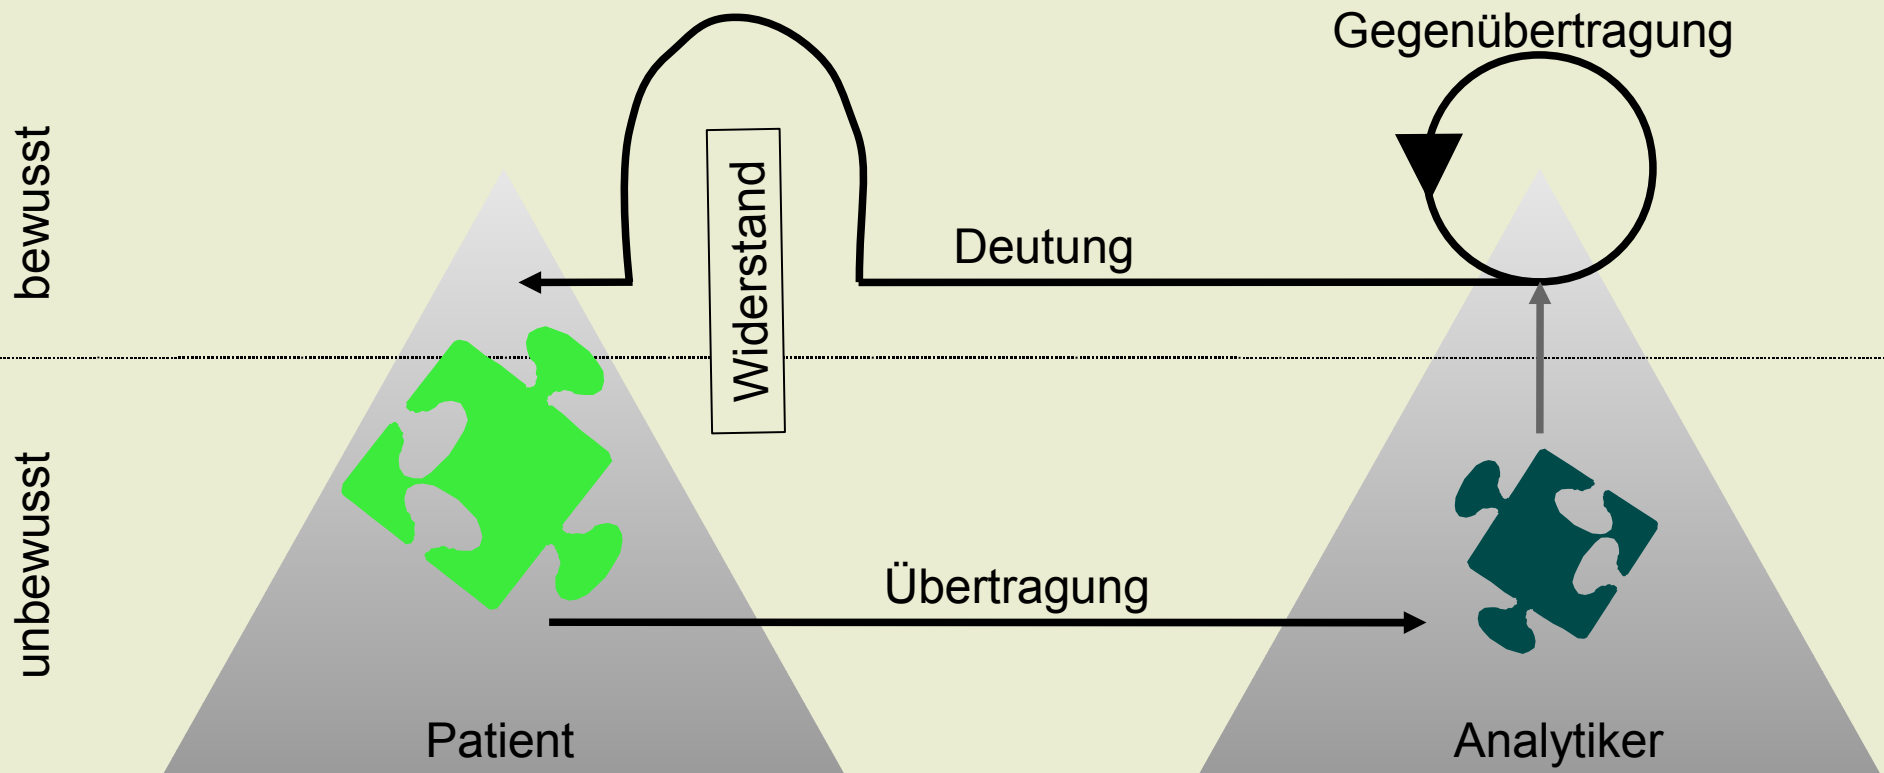 Gegenübertragung
bewusst
Widerstand
Deutung
unbewusst
Übertragung
Patient
Analytiker